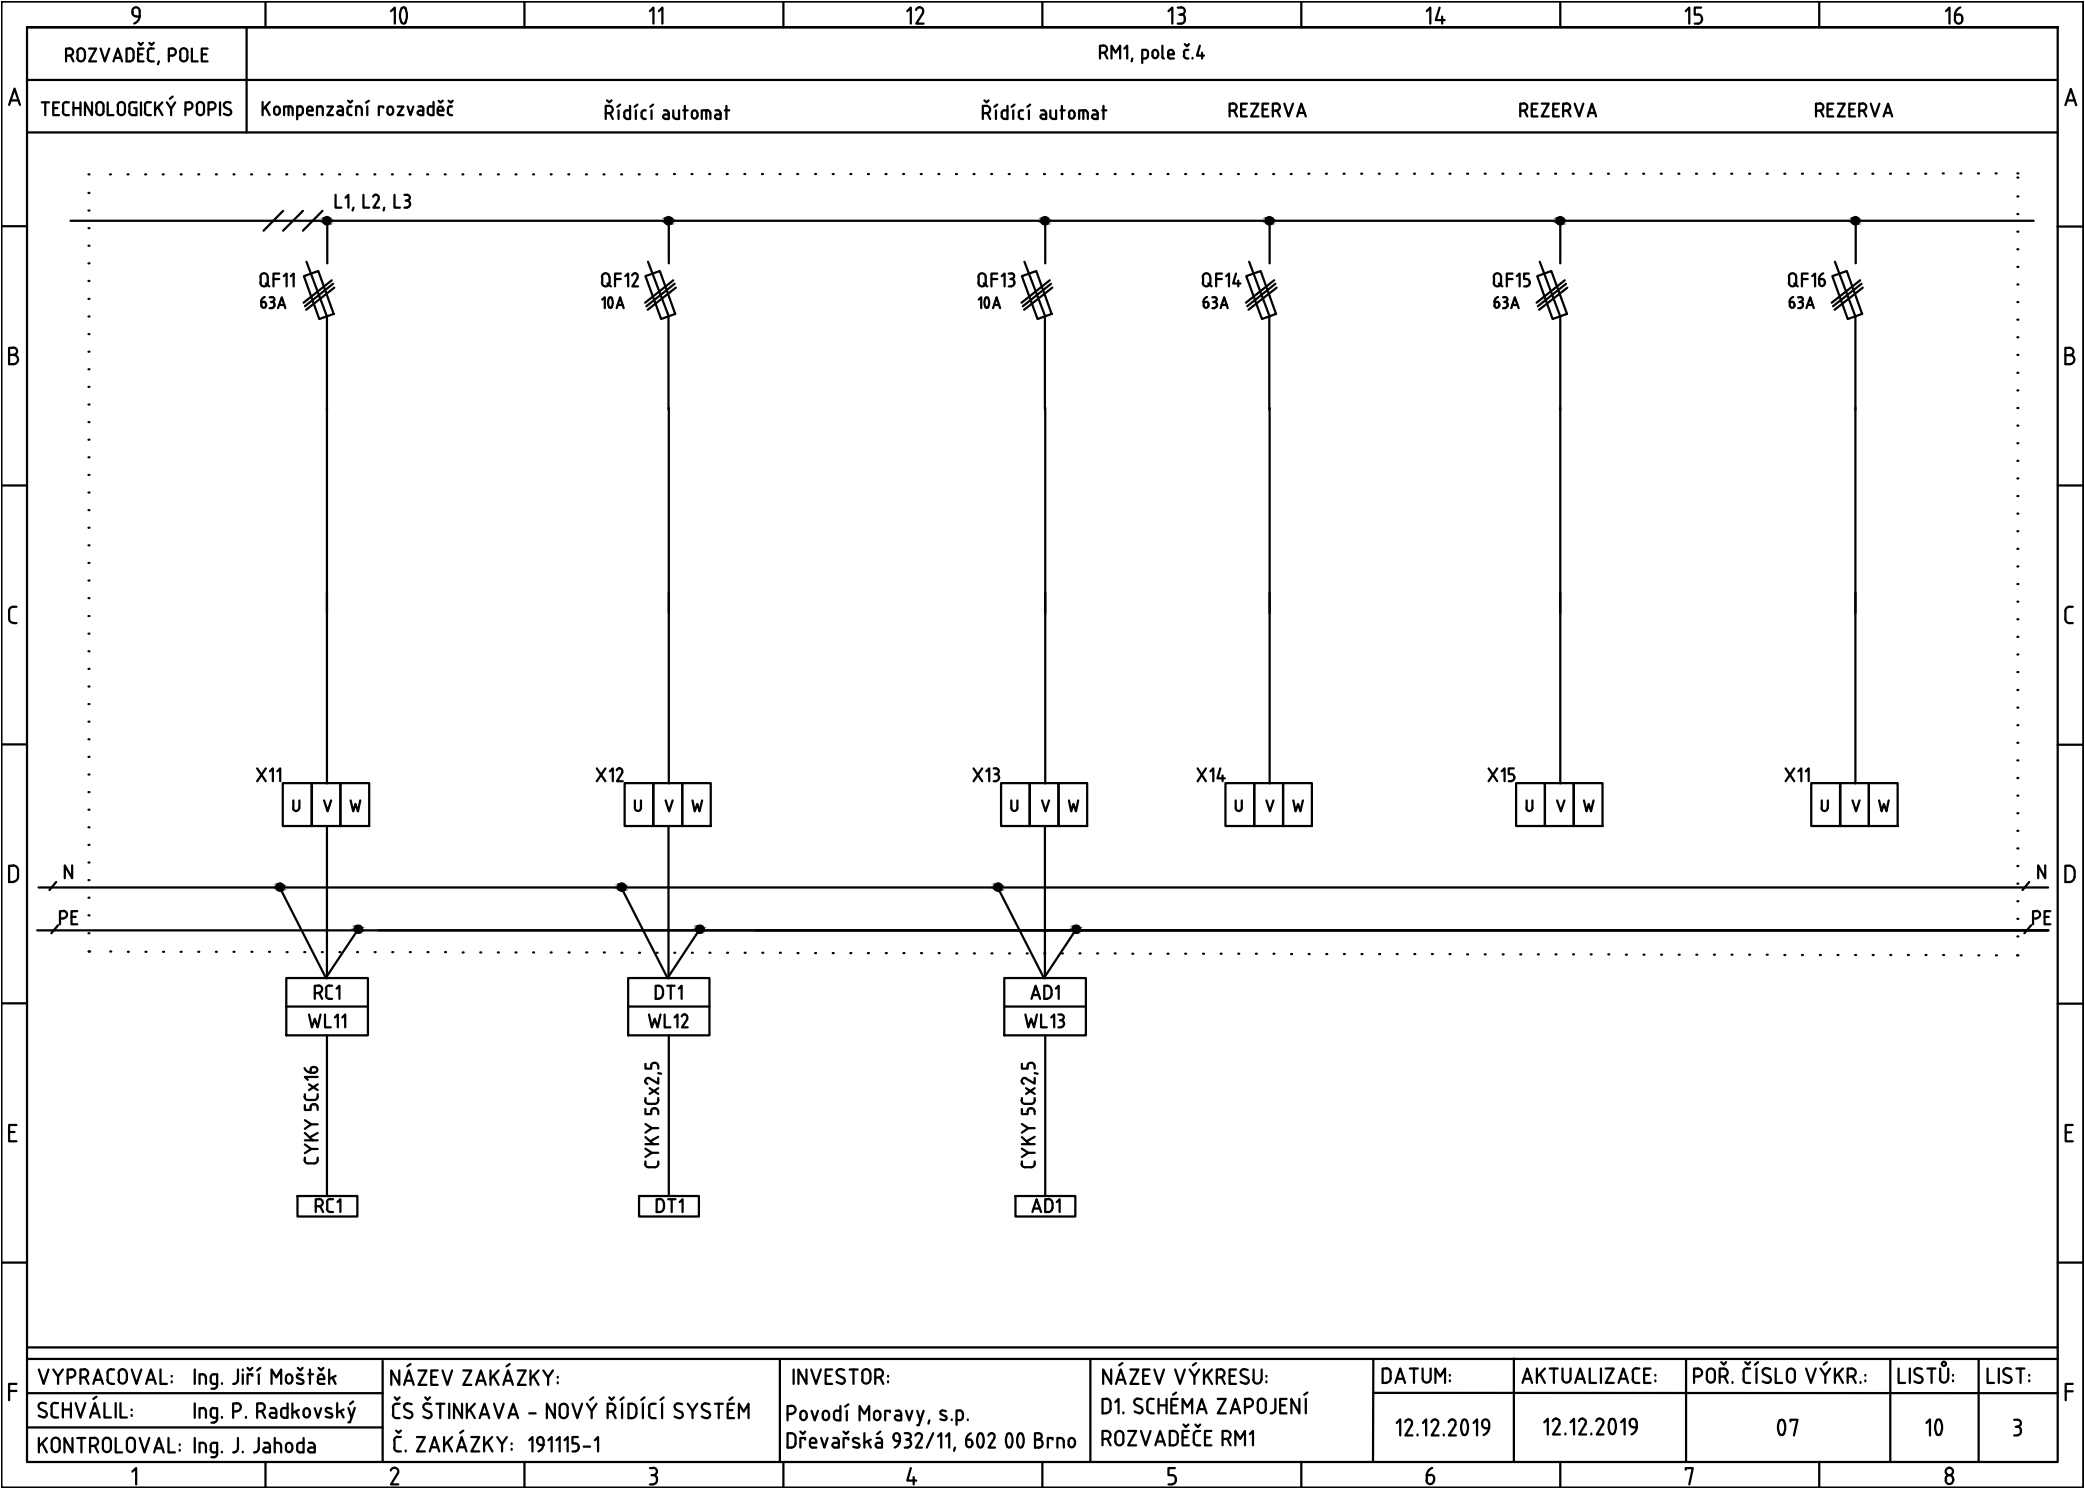 9 10 11 12 13 14 15 16
ROZVADĚČ, POLE
RM1, pole č.4
A A
TECHNOLOGICKÝ POPIS
Kompenzační rozvaděč
Řídící automat
Řídící automat
REZERVA
REZERVA
REZERVA
L1, L2, L3
QF11
63A
QF12
10A
QF13
10A
QF14
63A
QF15
63A
QF16
63A
B B
C C
X11
U V W
X12
U V W
X13
U V W
X14
U V W
X15
U V W
X11
U V W
D D
N N
PE PE
RC1
WL11
DT1
WL12
AD1
WL13
CYKY 5Cx16
CYKY 5Cx2,5
CYKY 5Cx2,5
E E
RC1
DT1
AD1
F F
VYPRACOVAL: Ing. Jiří Moštěk
SCHVÁLIL: Ing. P. Radkovský
KONTROLOVAL: Ing. J. Jahoda
NÁZEV ZAKÁZKY:
ČS ŠTINKAVA - NOVÝ ŘÍDÍCÍ SYSTÉM
Č. ZAKÁZKY: 191115-1
INVESTOR:
Povodí Moravy, s.p.
Dřevařská 932/11, 602 00 Brno
NÁZEV VÝKRESU:
D1. SCHÉMA ZAPOJENÍ
ROZVADĚČE RM1
DATUM:
12.12.2019
AKTUALIZACE:
12.12.2019
POŘ. ČÍSLO VÝKR.:
07
LISTŮ:
10
LIST:
3
1 2 3 4 5 6 7 8